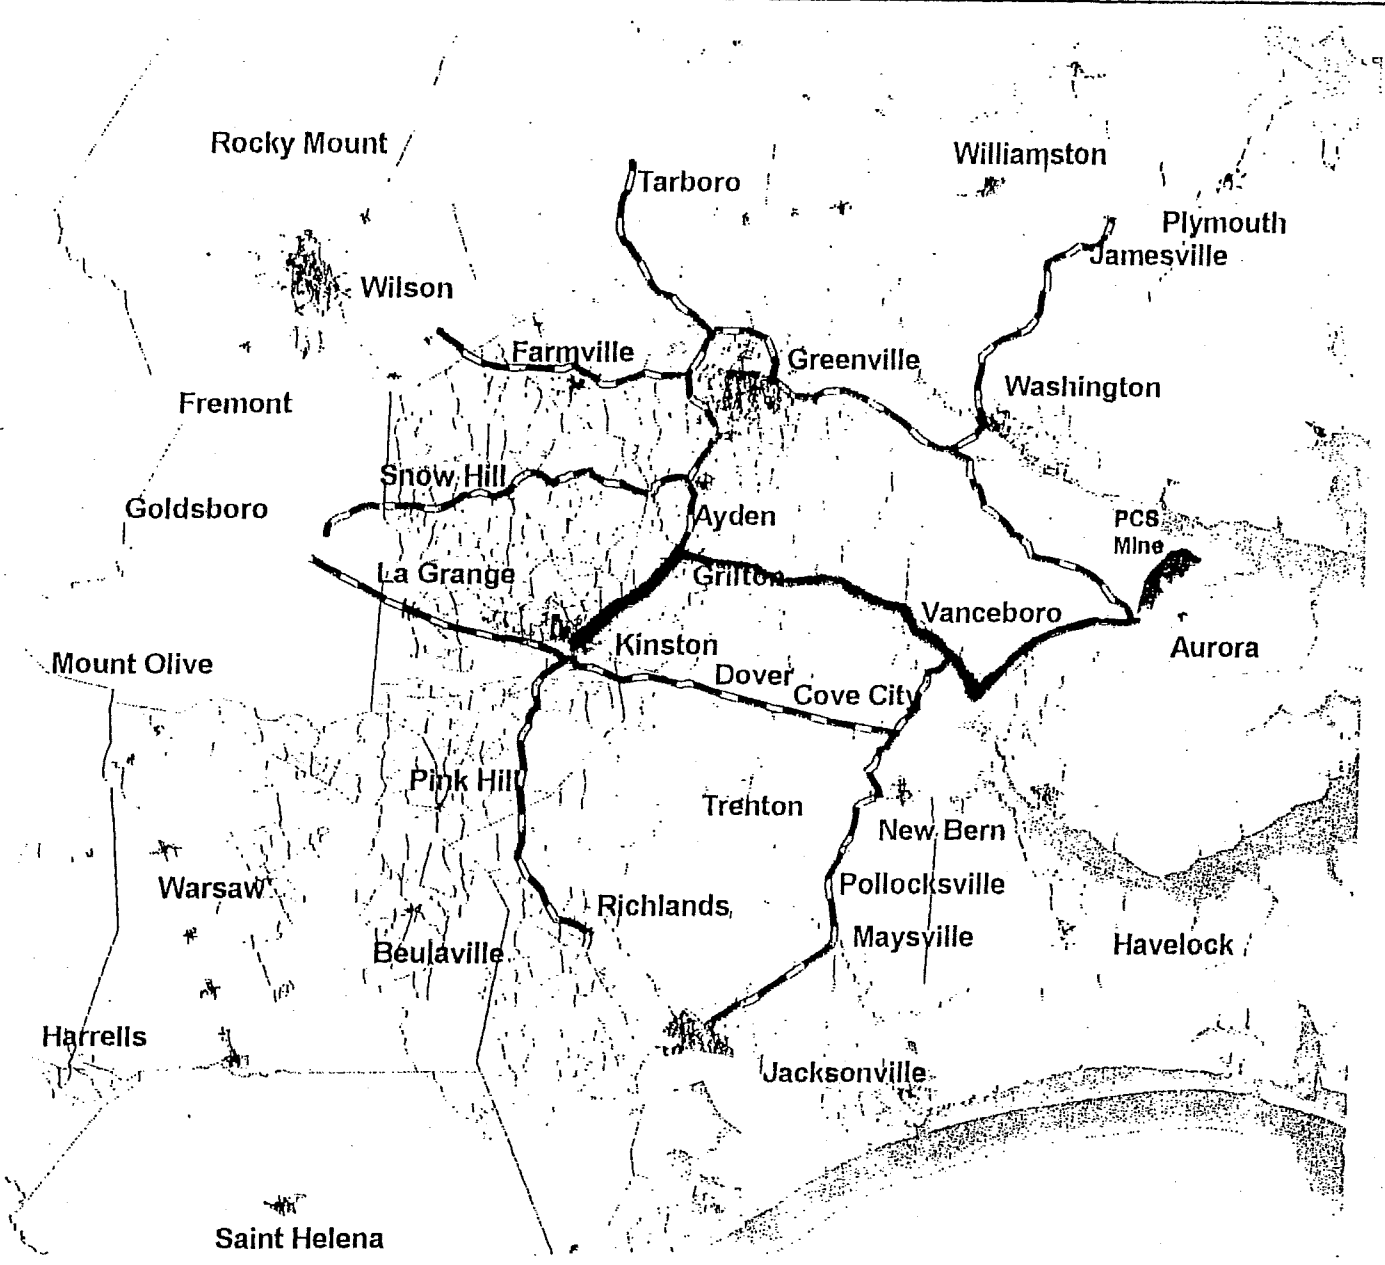 Rocky Mount
Williamston
Tarboro
Plymouth
Jamesville
Wilson
Farmville
Greenville
Washington
Fremont
Snow Hill
Goldsboro
Ayden
PCS
Mine
La Grange
Grifton
Vanceboro
Kinston
Aurora
Mount Olive
Dover
Cove City
Pink Hill
Trenton
New Bern
Warsaw
Pollocksville
Richlands
Maysville
Havelock
Beulaville
Harrells
Jacksonville
Saint Helena